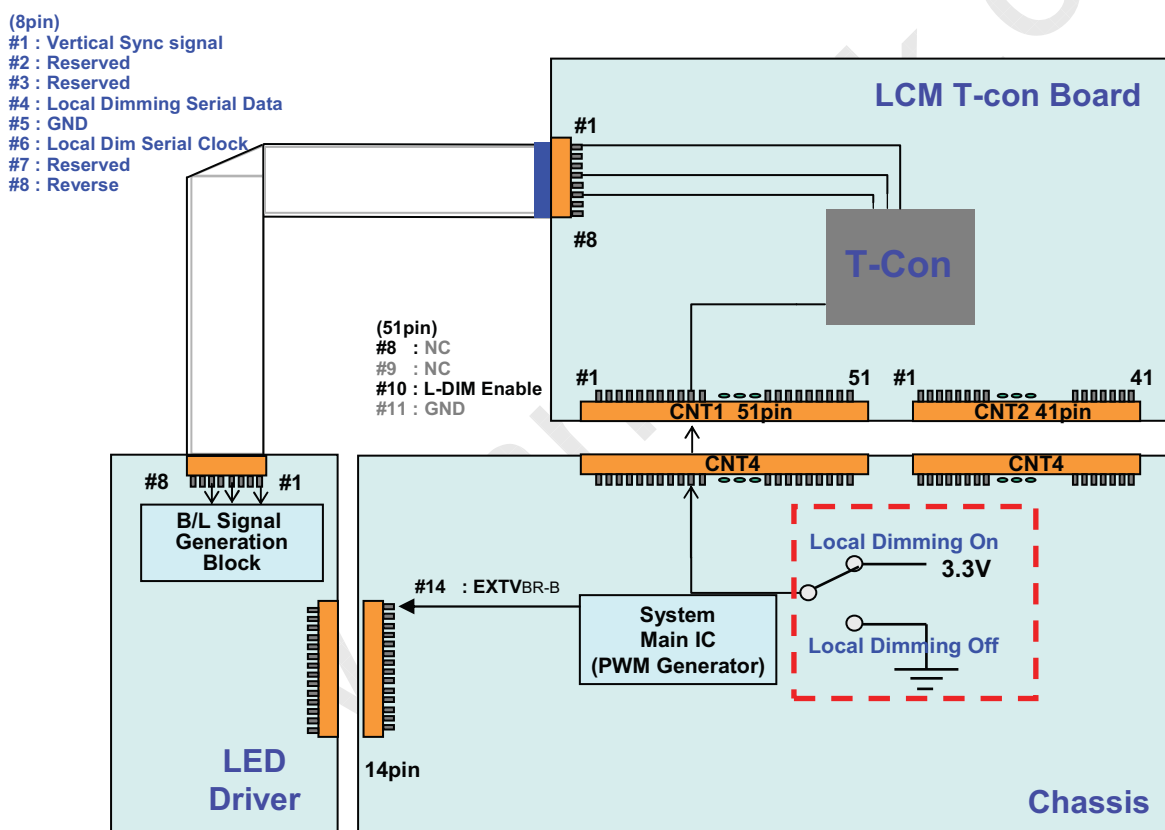 (8pin)
#1 : Vertical Sync signal
#2 : Reserved
#3 : Reserved
#4 : Local Dimming Serial Data
#5 : GND
#6 : Local Dim Serial Clock
#7 : Reserved
#8 : Reverse
LCM T-con Board
#1
#8
T-Con
(51pin)
#8 : NC
#9 : NC
#10 : L-DIM Enable
#11 : GND
#1
51
#1
41
CNT1 51pin
CNT2 41pin
CNT4
CNT4
#8
#1
B/L Signal
Generation
Block
Local Dimming On
3.3V
#14 : EXTVBR-B
System
Main IC
(PWM Generator)
Local Dimming Off
LED
Driver
14pin
Chassis